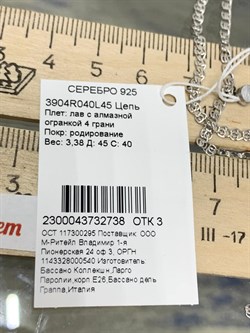 СЕРЕБРО 925
3904R040L45 Цепь
Плет: лав с алмазной
огранкой 4 грани
Покр: родирование
Вес: 3,38 Д: 45 С: 40
2300043732738 ОТК 3
ОСТ 117300295 Поставщик: ООО
М-Ритейл Владимир 1-я
Пионерская 24 оф 3, ОРГН
1143328000540 Изготовитель
Бассано Коллекшн,Ларго
Паролии,корп Е26,Бассано дель
Граппа,Италия